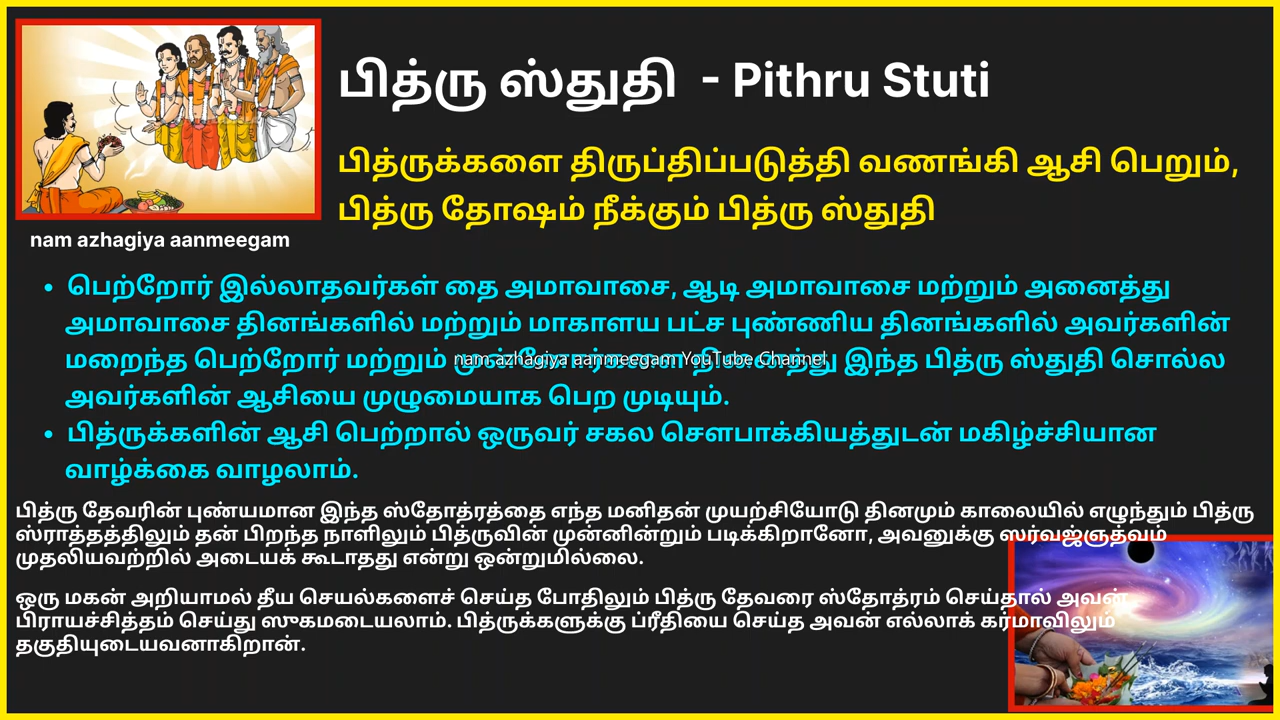 பித்ரு ஸ்துதி - Pithru Stuti
பித்ருக்களை திருப்திப்படுத்தி வணங்கி ஆசி பெறும்,
பித்ரு தோஷம் நீக்கும் பித்ரு ஸ்துதி
nam azhagiya aanmeegam
• பெற்றோர் இல்லாதவர்கள் தை அமாவாசை, ஆடி அமாவாசை மற்றும் அனைத்து
அமாவாசை தினங்களில் மற்றும் மாகாளய பட்ச புண்ணிய தினங்களில் அவர்களின்
மறைந்த பெற்றோர் மற்றும் இந்த பித்ரு ஸ்துதி சொல்ல
nam azhagiya aanmeegam YouTube Channel
அவர்களின் ஆசியை முழுமையாக பெற முடியும்.
• பித்ருக்களின் ஆசி பெற்றால் ஒருவர் சகல சௌபாக்கியத்துடன் மகிழ்ச்சியான
வாழ்க்கை வாழலாம்.
பித்ரு தேவரின் புண்யமான இந்த ஸ்தோத்ரத்தை எந்த மனிதன் முயற்சியோடு தினமும் காலையில் எழுந்தும் பித்ரு
ஸ்ராத்தத்திலும் தன் பிறந்த நாளிலும் பித்ருவின் முன்னின்றும் படிக்கிறானோ, அவனுக்கு ஸர்வஜ்ஞத்வம்
முதலியவற்றில் அடையக் கூடாதது என்று ஒன்றுமில்லை.
ஒரு மகன் அறியாமல் தீய செயல்களைச் செய்த போதிலும் பித்ரு தேவரை ஸ்தோத்ரம் செய்தால் அவன்
பிராயச்சித்தம் செய்து ஸுகமடையலாம். பித்ருக்களுக்கு ப்ரீதியை செய்த அவன் எல்லாக் கர்மாவிலும்
தகுதியுடையவனாகிறான்.